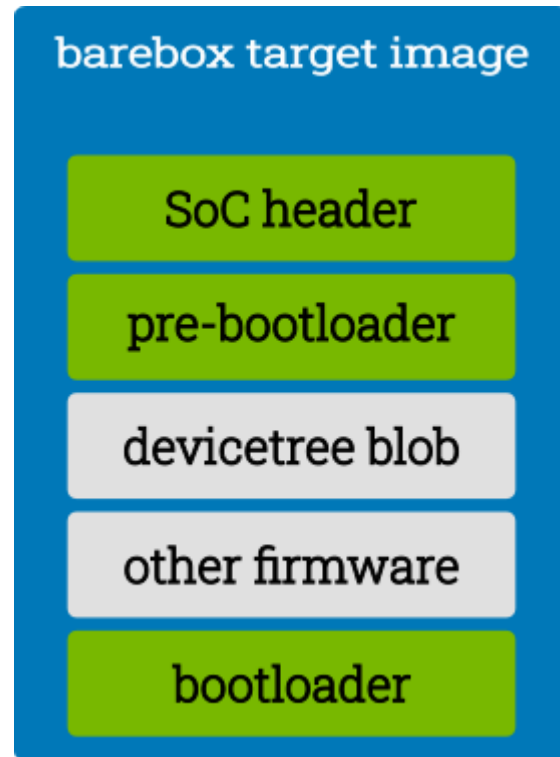 barebox target image
SoC header
pre-bootloader
devicetree blob
other firmware
bootloader